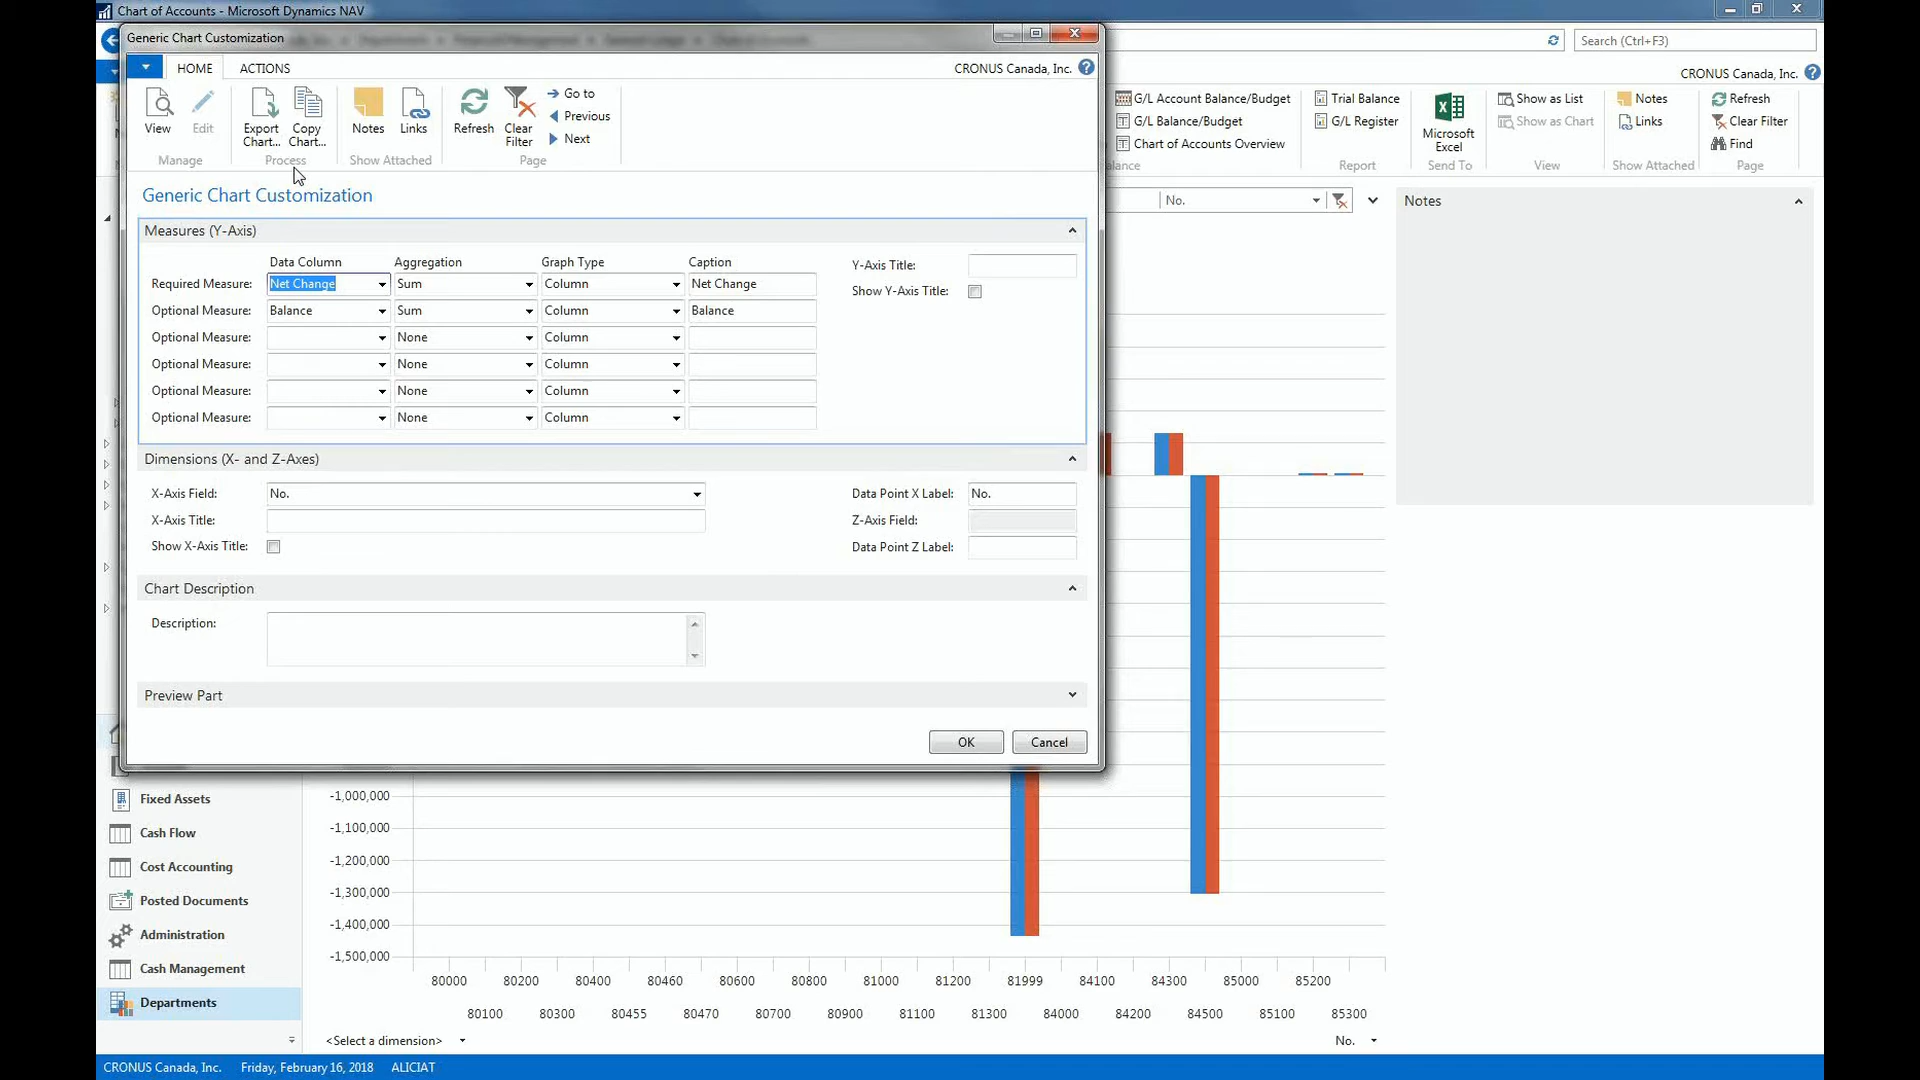 Chart of Accounts - Microsoft Dynamics NAV
Generic Chart Customization
Search (Ctrl+F3)
HOME
ACTIONS
CRONUS Canada, Inc.
CRONUS Canada, Inc.
View
Edit
Manage
Export Chart...
Copy Chart...
Process
Notes
Links
Show Attached
Refresh
Clear Filter
Go to
Previous
Next
Page
G/L Account Balance/Budget
G/L Balance/Budget
Chart of Accounts Overview
Trial Balance
G/L Register
Report
Microsoft Excel
Send To
Show as List
Show as Chart
View
Notes
Links
Show Attached
Refresh
Clear Filter
Find
Page
Generic Chart Customization
No.
Notes
Measures (Y-Axis)
Data Column Aggregation Graph Type Caption
Required Measure: Net Change Sum Column Net Change
Optional Measure: Balance Sum Column Balance
Optional Measure: None Column
Optional Measure: None Column
Optional Measure: None Column
Optional Measure: None Column
Y-Axis Title:
Show Y-Axis Title:
Dimensions (X- and Z-Axes)
X-Axis Field: No.
X-Axis Title:
Show X-Axis Title:
Data Point X Label: No.
Z-Axis Field:
Data Point Z Label:
Chart Description
Description:
Preview Part
OK
Cancel
Fixed Assets
Cash Flow
Cost Accounting
Posted Documents
Administration
Cash Management
Departments
-1,000,000
-1,100,000
-1,200,000
-1,300,000
-1,400,000
-1,500,000
80000 80200 80400 80460 80600 80800 81000 81200 81999 84100 84300 85000 85200
80100 80300 80455 80470 80700 80900 81100 81300 84000 84200 84500 85100 85300
<Select a dimension>
No.
CRONUS Canada, Inc. Friday, February 16, 2018 ALICIAT